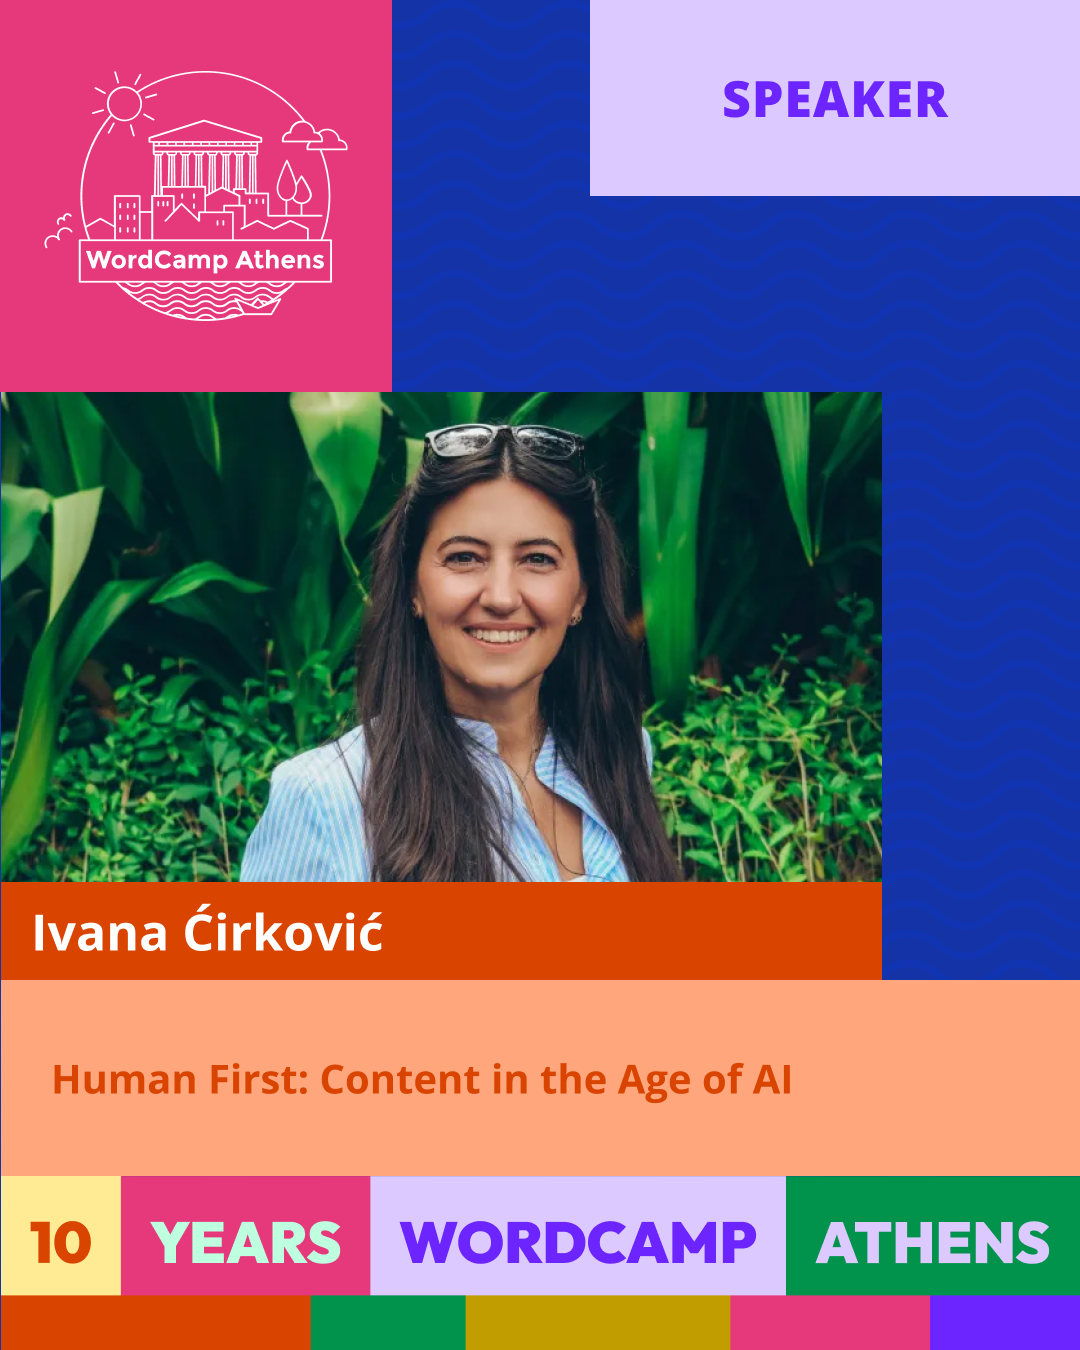 SPEAKER
WordCamp Athens
Ivana Ćirković
Human First: Content in the Age of AI
10 YEARS WORDCAMP ATHENS